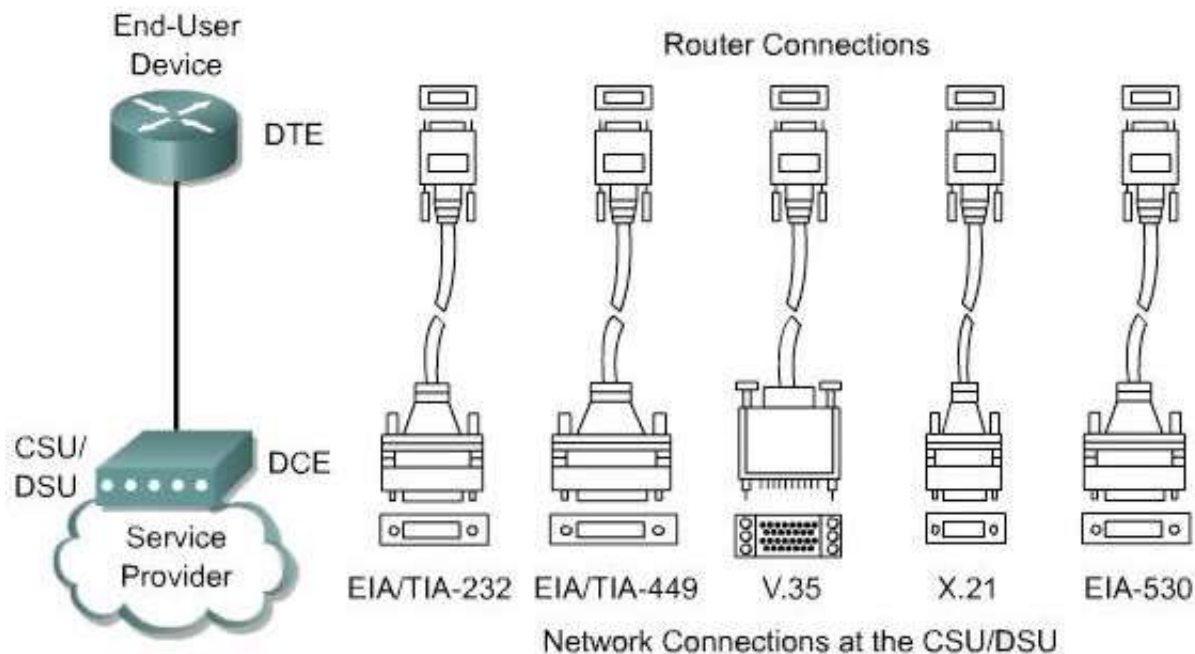 End-User
Device
DTE
Router Connections
CSU/
DSU
DCE
Service
Provider
EIA/TIA-232
EIA/TIA-449
V.35
X.21
EIA-530
Network Connections at the CSU/DSU